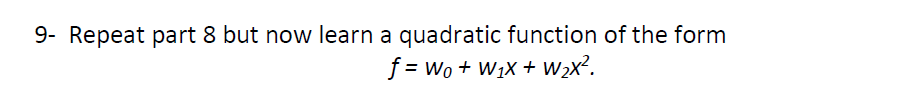 9- Repeat part 8 but now learn a quadratic function of the form
f = w₀ + w₁x + w₂x².